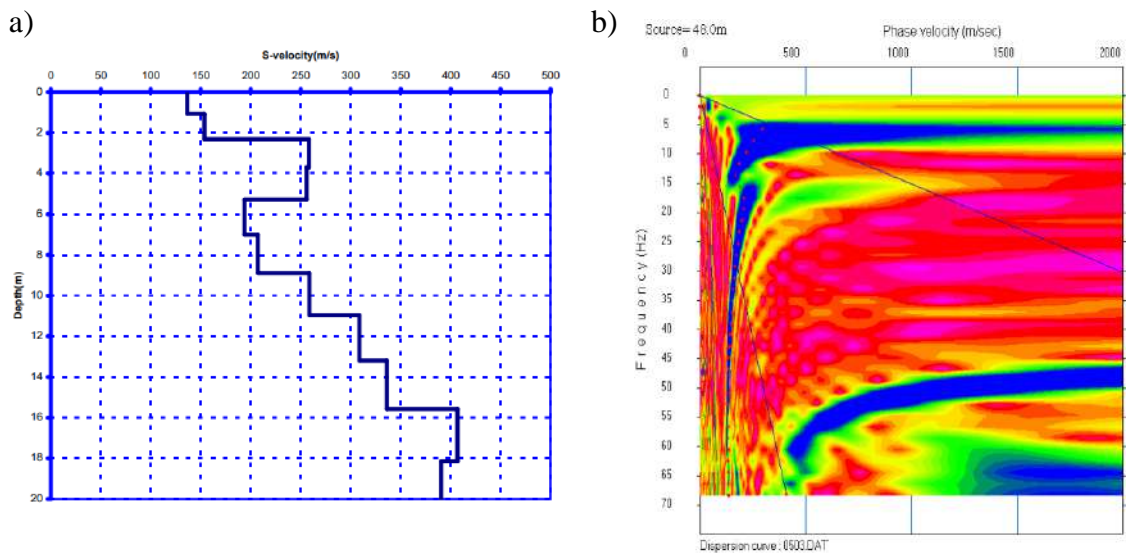 a)
S-velocity(m/s)
0 50 100 150 200 250 300 350 400 450 500
0
2
4
6
8
10
12
14
16
18
20
Depth(m)
b)
Source= 48.0m
Phase velocity (m/sec)
0 500 1000 1500 2000
0
5
10
15
20
25
30
35
40
45
50
55
60
65
70
Frequency (Hz)
Dispersion curve : 6503.DAT